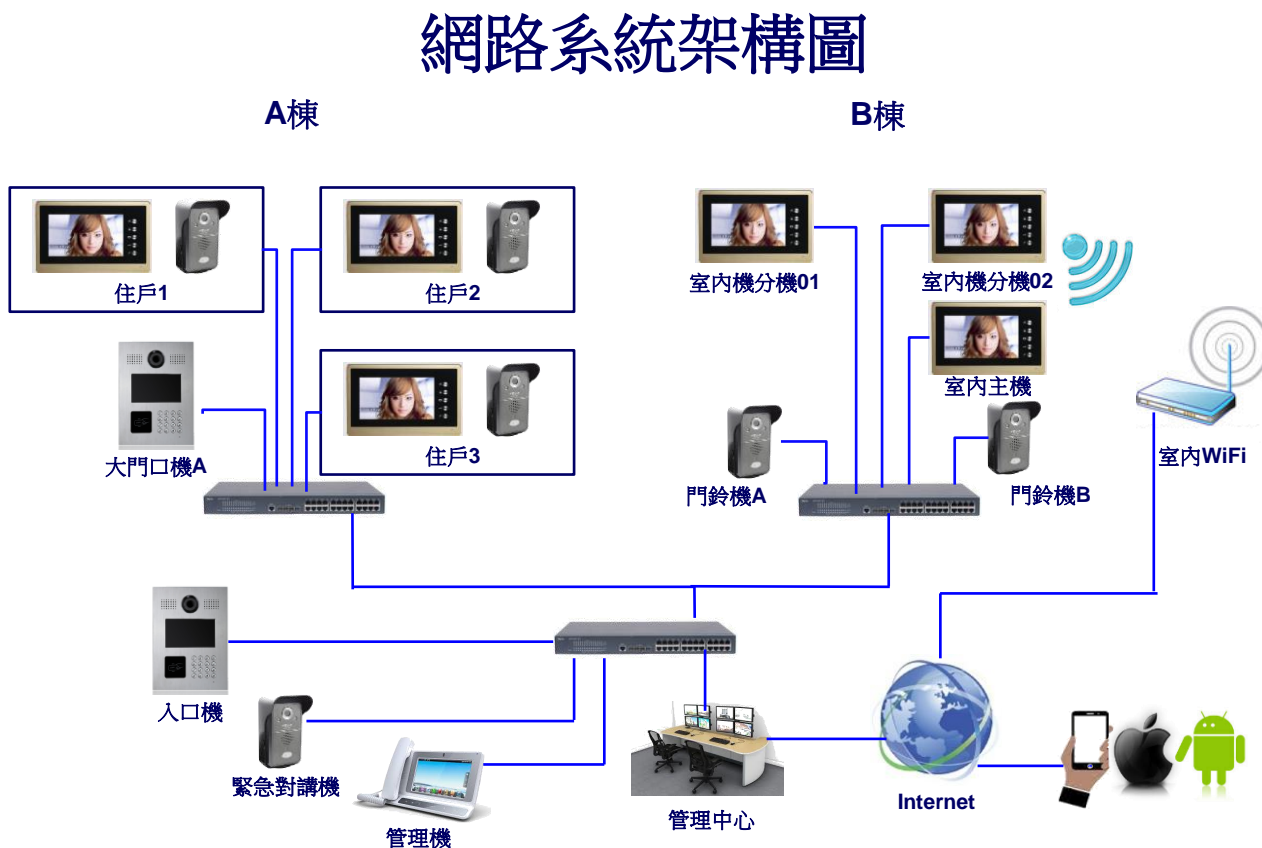 網路系統架構圖
A棟
B棟
住戶1
住戶2
室內機分機01
室內機分機02
大門口機A
住戶3
室內主機
門鈴機A
門鈴機B
室內WiFi
入口機
緊急對講機
管理機
管理中心
Internet